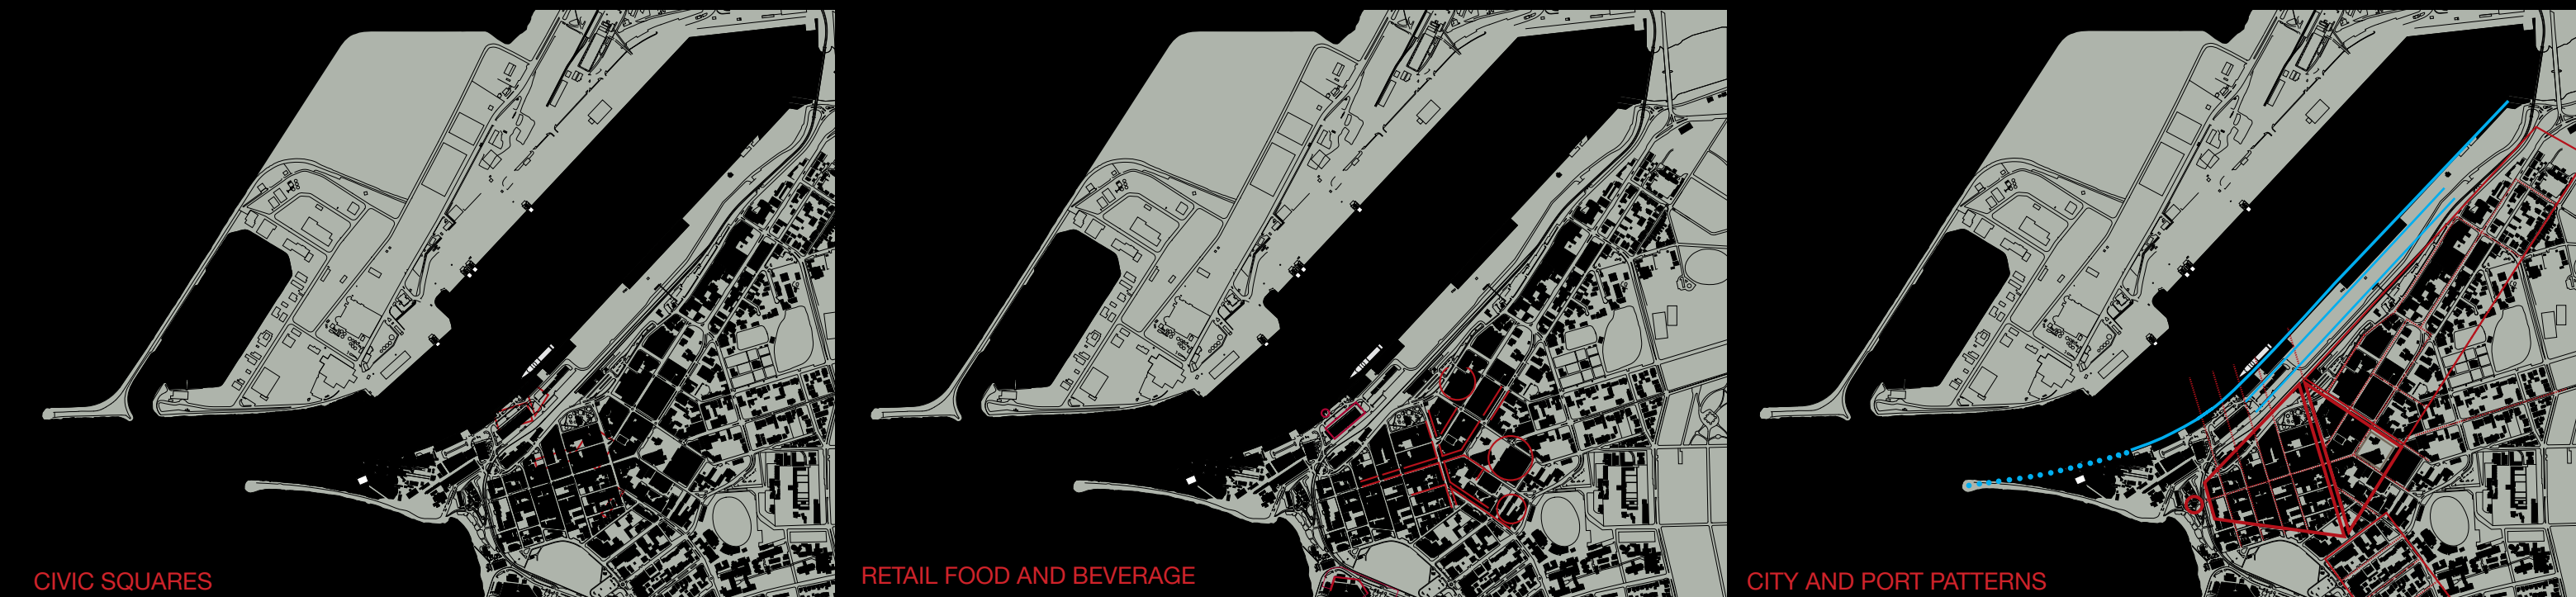 CIVIC SQUARES
RETAIL FOOD AND BEVERAGE
CITY AND PORT PATTERNS